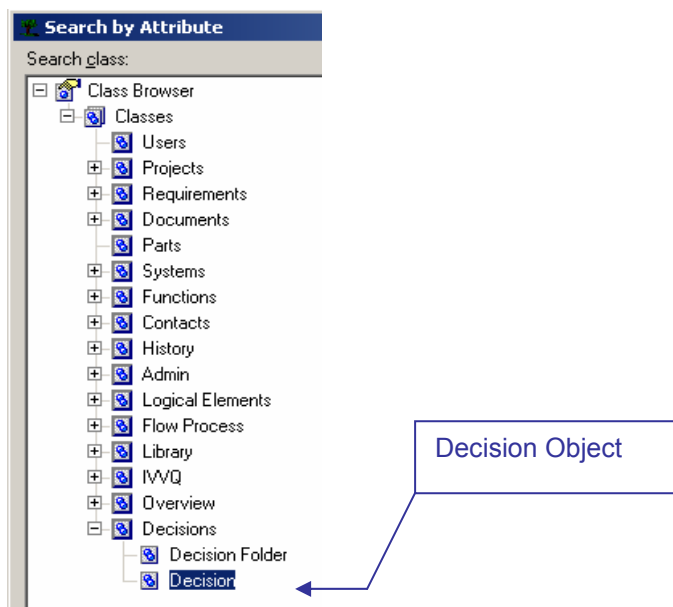 Search by Attribute
Search class:
Class Browser
Classes
Users
Projects
Requirements
Documents
Parts
Systems
Functions
Contacts
History
Admin
Logical Elements
Flow Process
Library
IVVQ
Overview
Decisions
Decision Folder
Decision
Decision Object